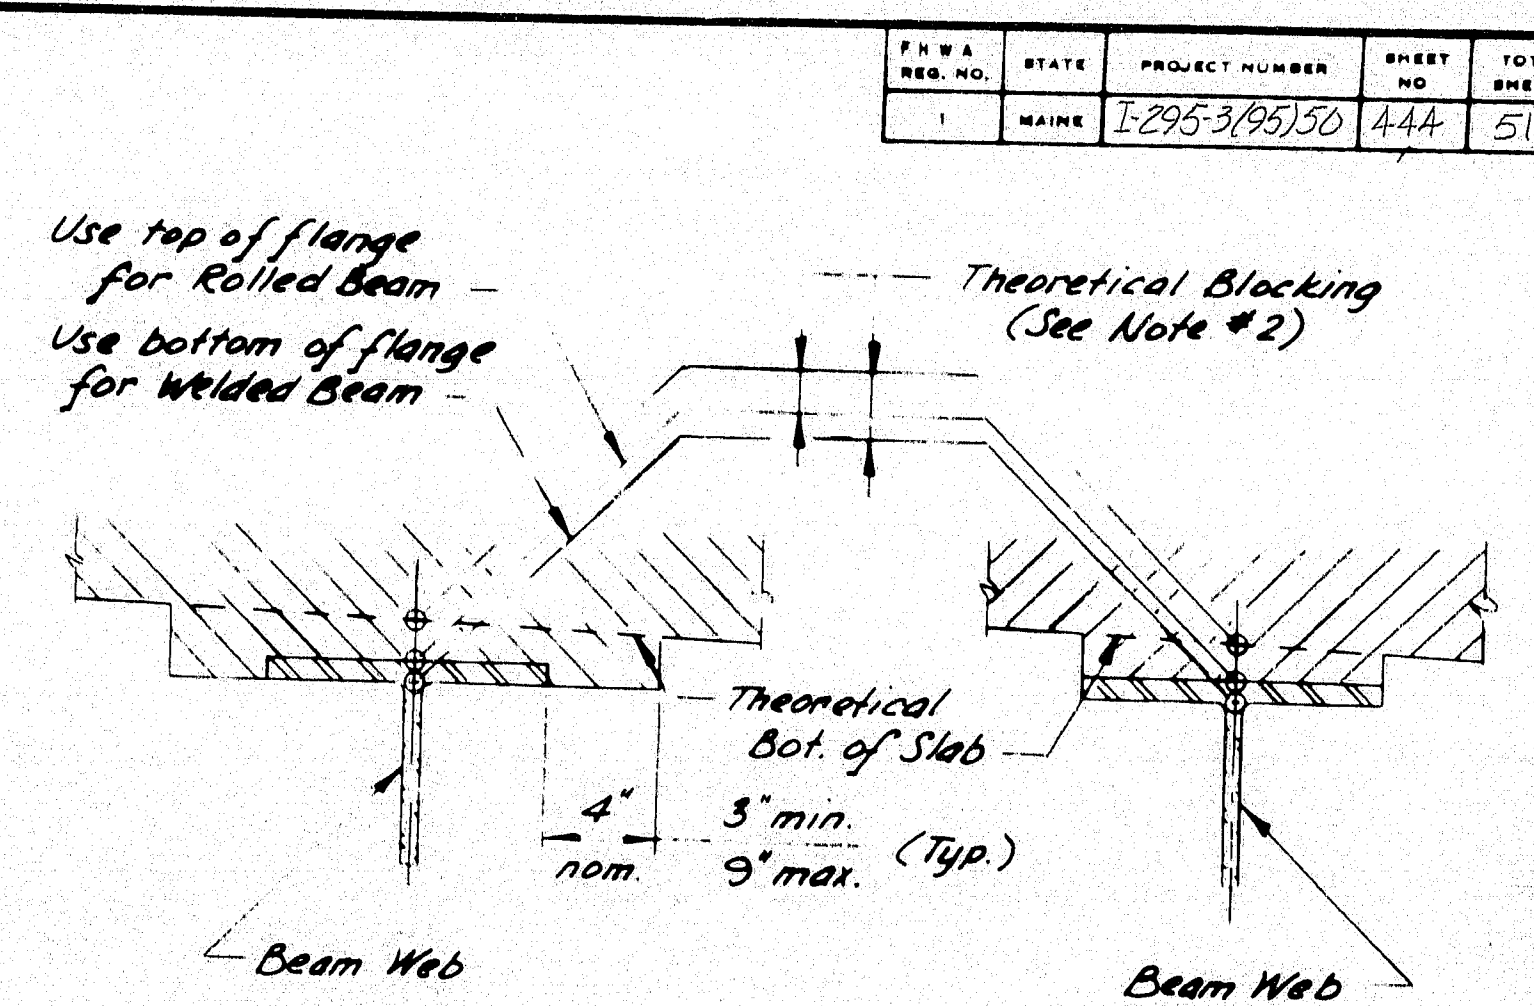 F H W A
REG. NO.
STATE
PROJECT NUMBER
SHEET
NO
1
MAINE
I-295-3(95)50
444
Use top of flange
for Rolled Beam
Use bottom of flange
for Welded Beam
Theoretical Blocking
(See Note #2)
Theoretical
Bot. of Slab
4"
nom.
3" min.
9" max.
(Typ.)
Beam Web
Beam Web